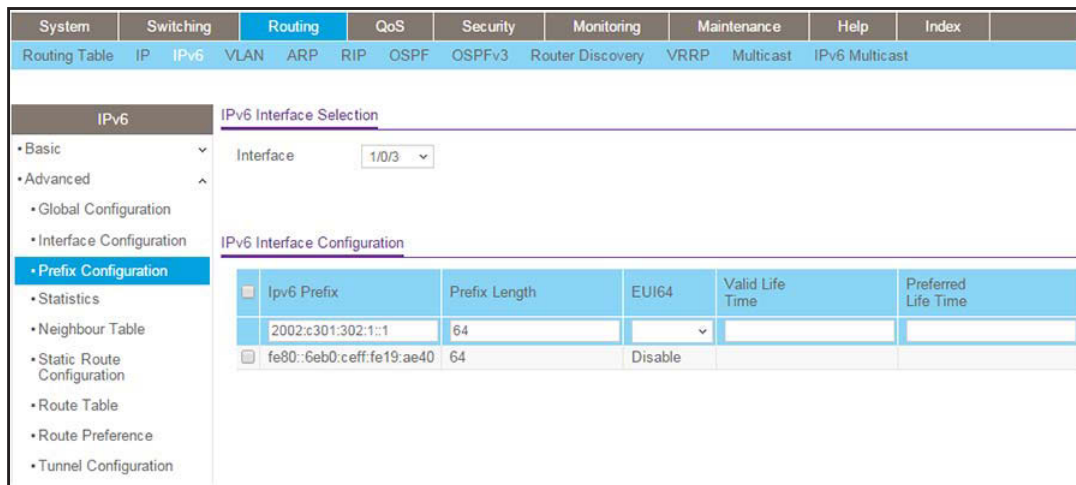 System Switching Routing QoS Security Monitoring Maintenance Help Index
Routing Table IP IPv6 VLAN ARP RIP OSPF OSPFv3 Router Discovery VRRP Multicast IPv6 Multicast
IPv6
• Basic
• Advanced
• Global Configuration
• Interface Configuration
• Prefix Configuration
• Statistics
• Neighbour Table
• Static Route
Configuration
• Route Table
• Route Preference
• Tunnel Configuration
IPv6 Interface Selection
Interface 1/0/3
IPv6 Interface Configuration
Ipv6 Prefix Prefix Length EUI64 Valid Life
Time Preferred
Life Time
2002:c301:302:1::1 64
fe80::6eb0:ceff:fe19:ae40 64 Disable